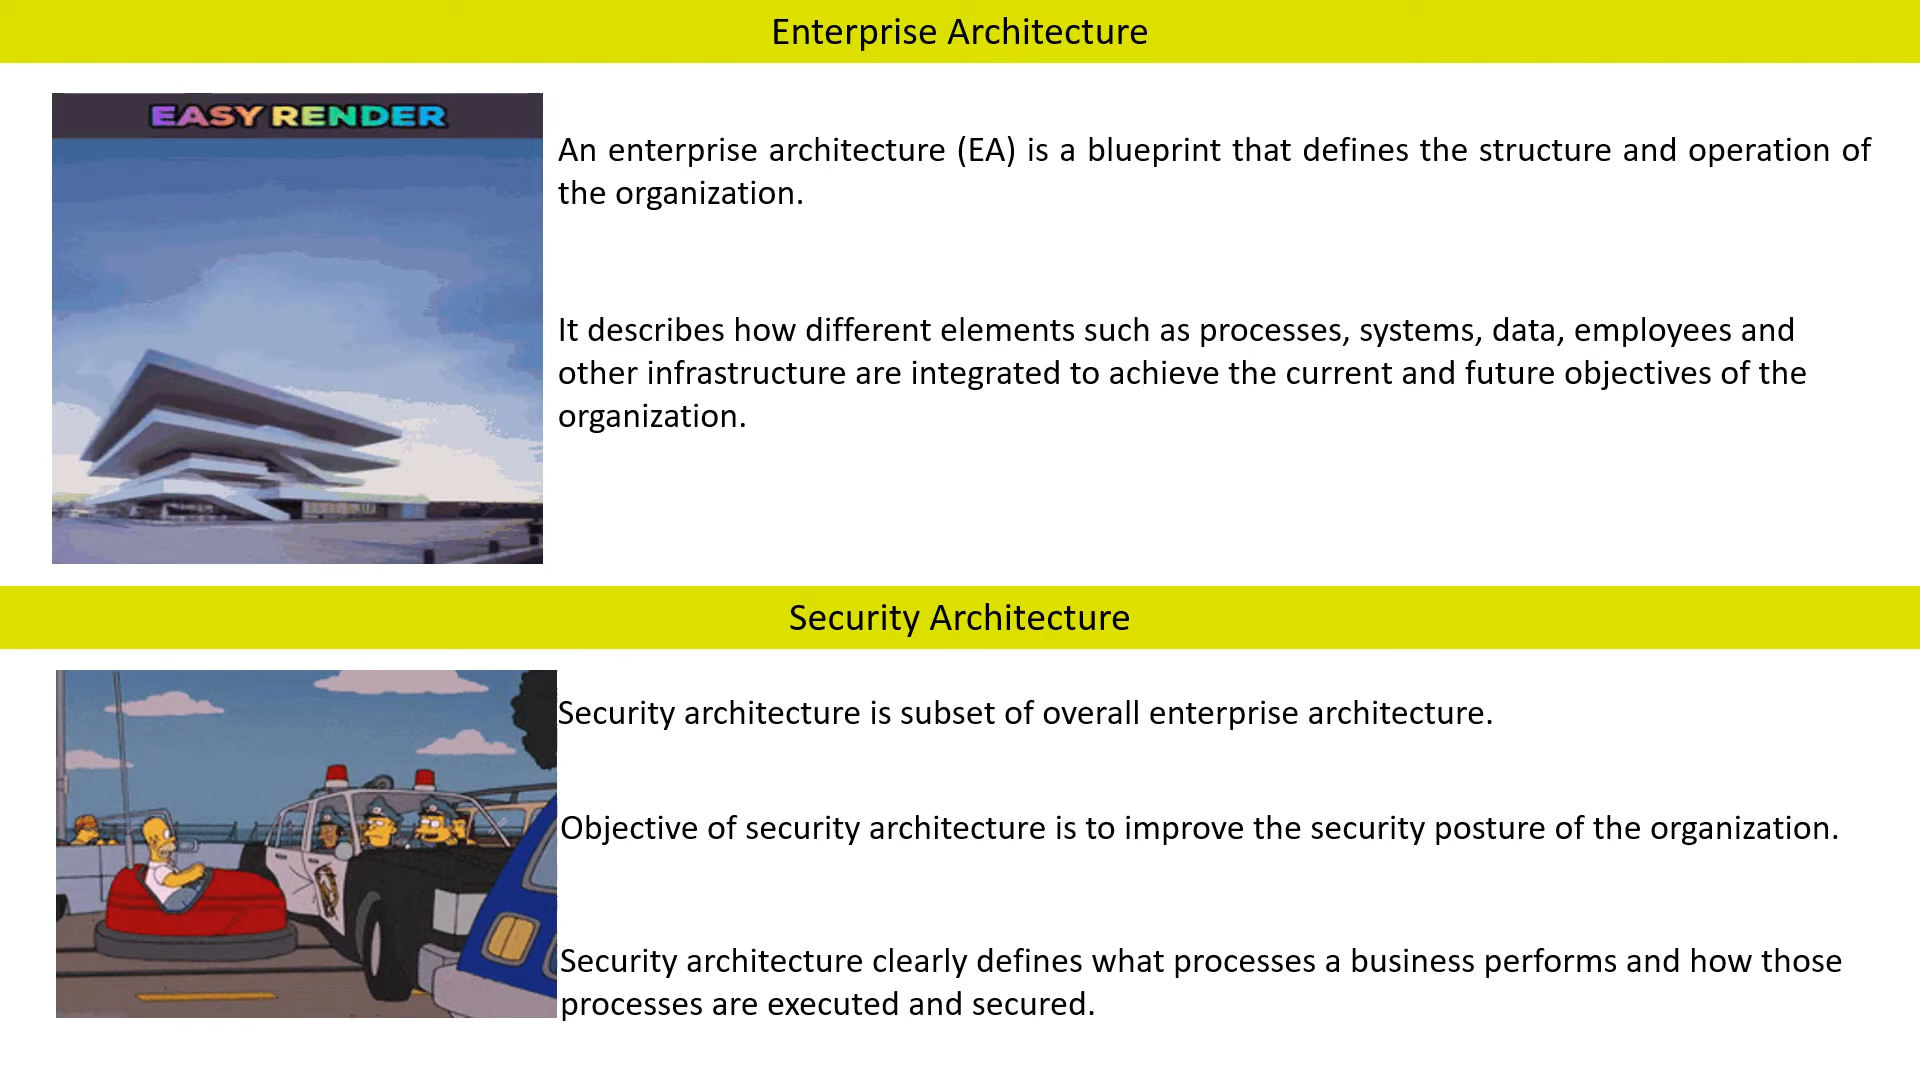 Enterprise Architecture
EASY RENDER
An enterprise architecture (EA) is a blueprint that defines the structure and operation of
the organization.
It describes how different elements such as processes, systems, data, employees and
other infrastructure are integrated to achieve the current and future objectives of the
organization.
Security Architecture
Security architecture is subset of overall enterprise architecture.
Objective of security architecture is to improve the security posture of the organization.
Security architecture clearly defines what processes a business performs and how those
processes are executed and secured.